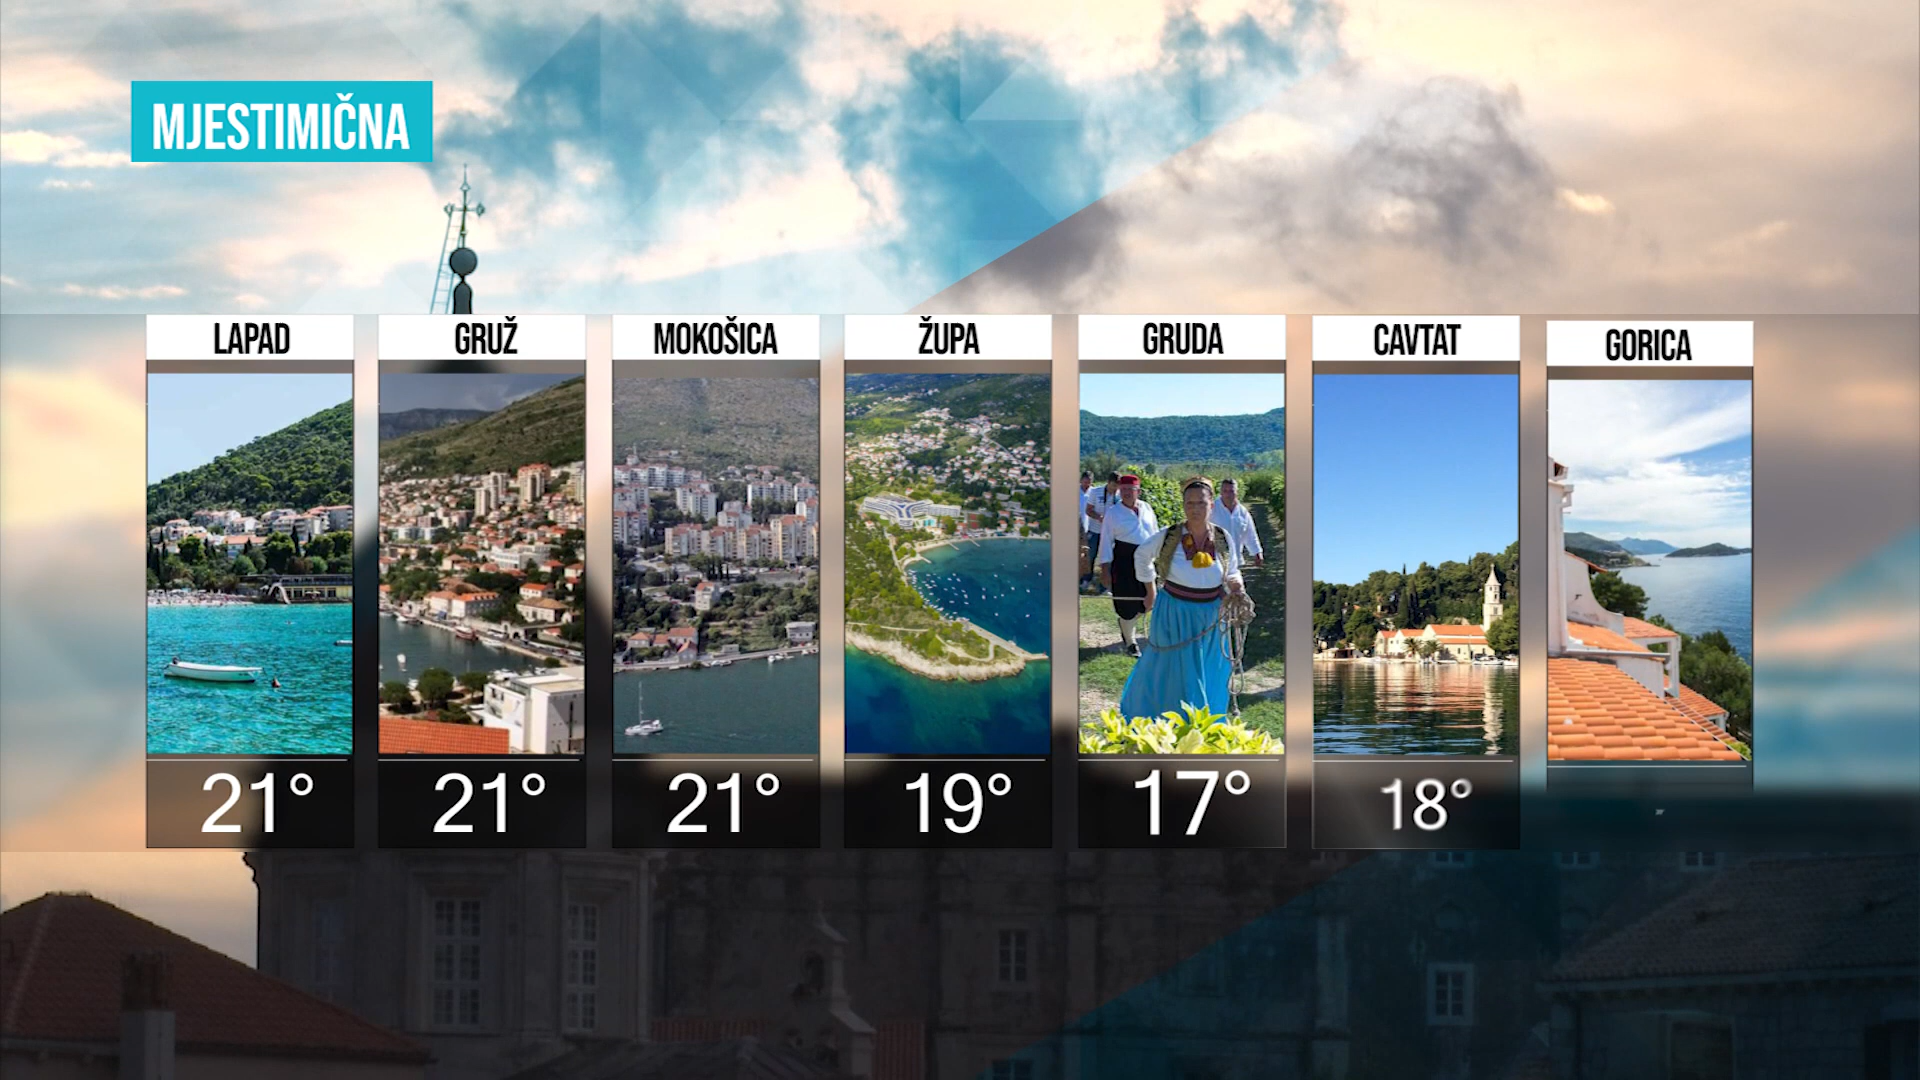 MJESTIMIČNA
LAPAD
GRUŽ
MOKOŠICA
ŽUPA
GRUDA
CAVTAT
GORICA
21°
21°
21°
19°
17°
18°